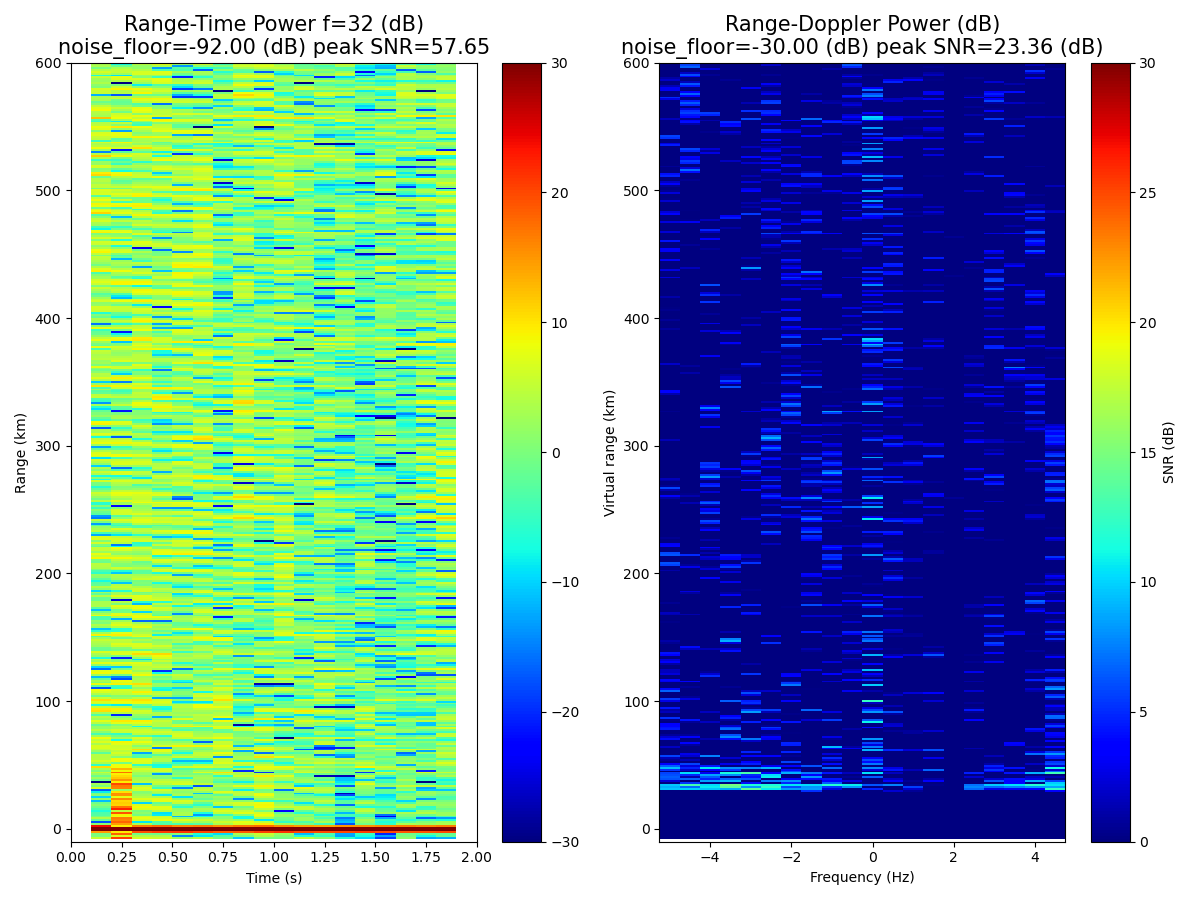 Range-Time Power f=32 (dB)
noise_floor=-92.00 (dB) peak SNR=57.65
Range (km)
600
500
400
300
200
100
0
0.00 0.25 0.50 0.75 1.00 1.25 1.50 1.75 2.00
Time (s)
30
20
10
0
−10
−20
−30
Range-Doppler Power (dB)
noise_floor=-30.00 (dB) peak SNR=23.36 (dB)
Virtual range (km)
600
500
400
300
200
100
0
−4 −2 0 2 4
Frequency (Hz)
30
25
20
15
10
5
0
SNR (dB)